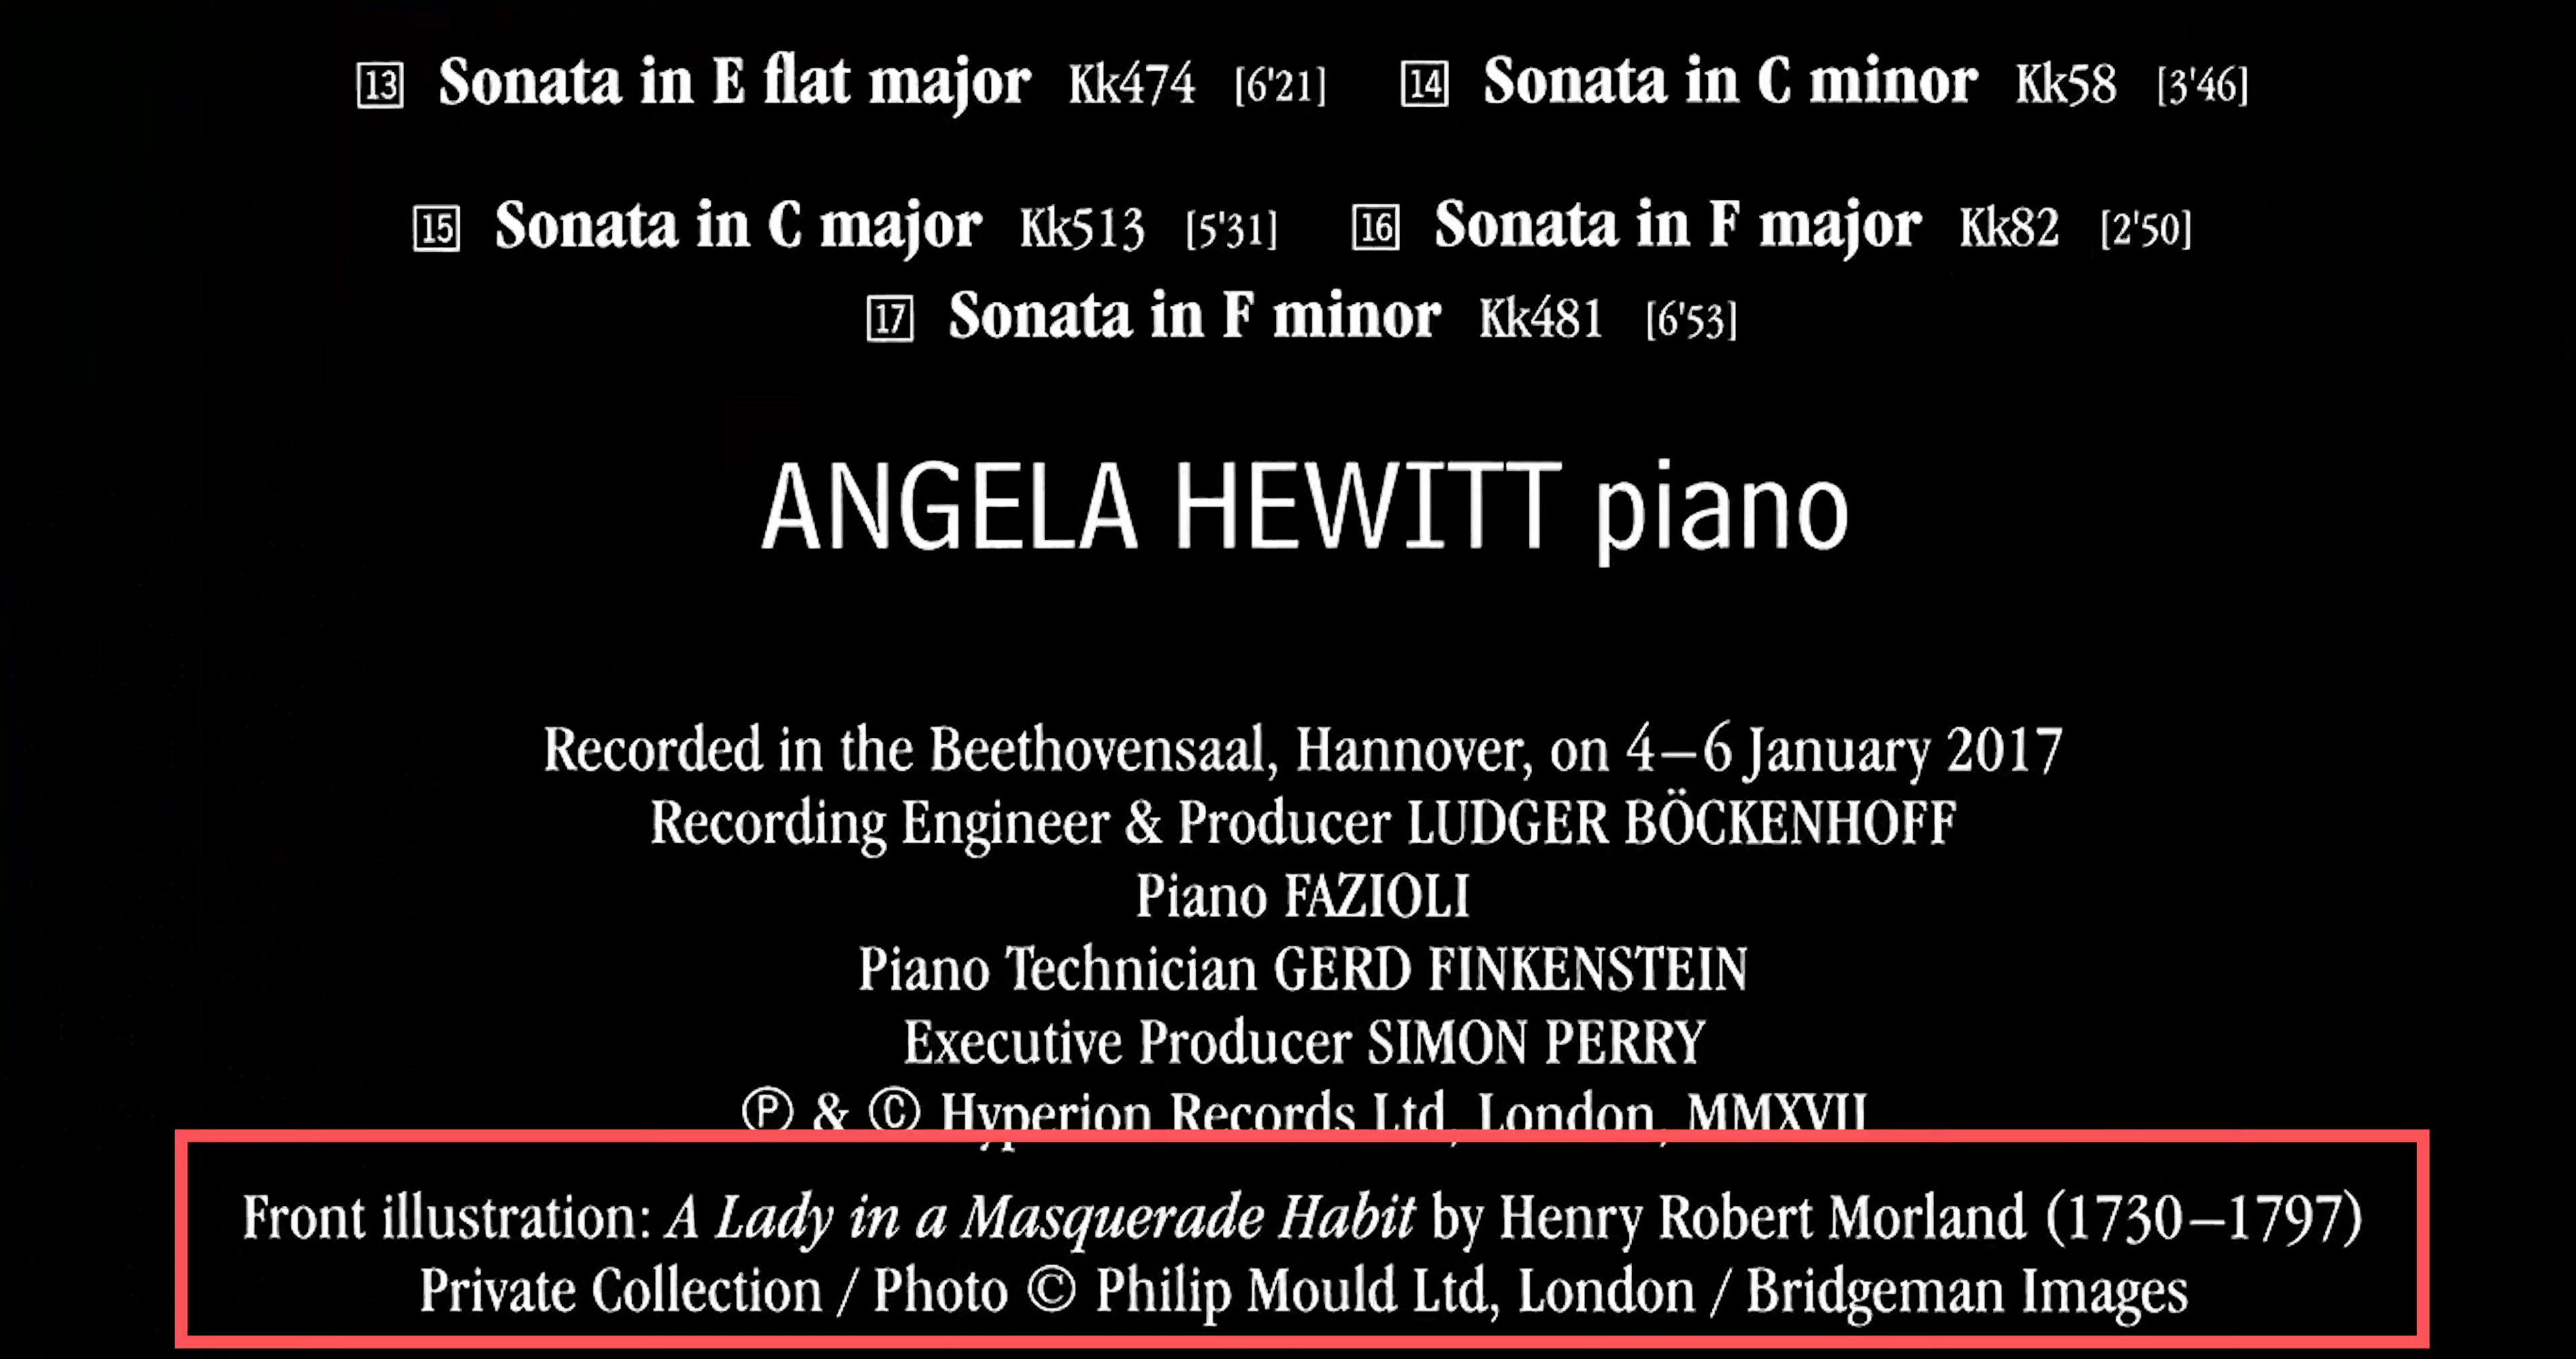 13 Sonata in E flat major Kk474 [6'21] 14 Sonata in C minor Kk58 [3'46]
15 Sonata in C major Kk513 [5'31] 16 Sonata in F major Kk82 [2'50]
17 Sonata in F minor Kk481 [6'53]
ANGELA HEWITT piano
Recorded in the Beethovensaal, Hannover, on 4–6 January 2017
Recording Engineer & Producer LUDGER BÖCKENHOFF
Piano FAZIOLI
Piano Technician GERD FINKENSTEIN
Executive Producer SIMON PERRY
℗ & © Hyperion Records Ltd, London, MMXVII
Front illustration: A Lady in a Masquerade Habit by Henry Robert Morland (1730–1797)
Private Collection / Photo © Philip Mould Ltd, London / Bridgeman Images